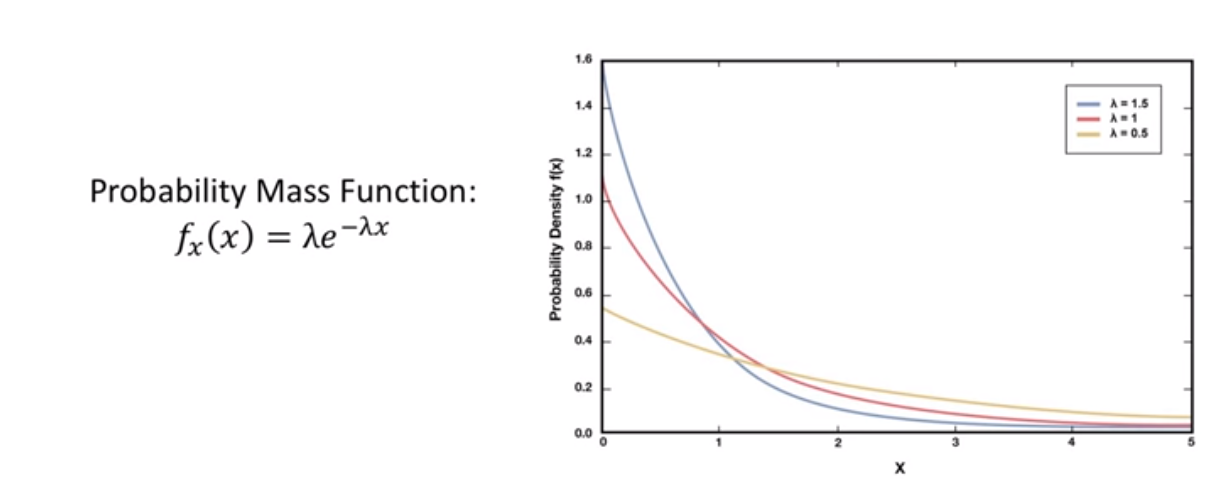 Probability Mass Function:
fₓ(x) = λe^{−λx}
Probability Density f(x)
1.6
1.4
1.2
1.0
0.8
0.6
0.4
0.2
0.0
0
1
2
3
4
5
X
λ = 1.5
λ = 1
λ = 0.5